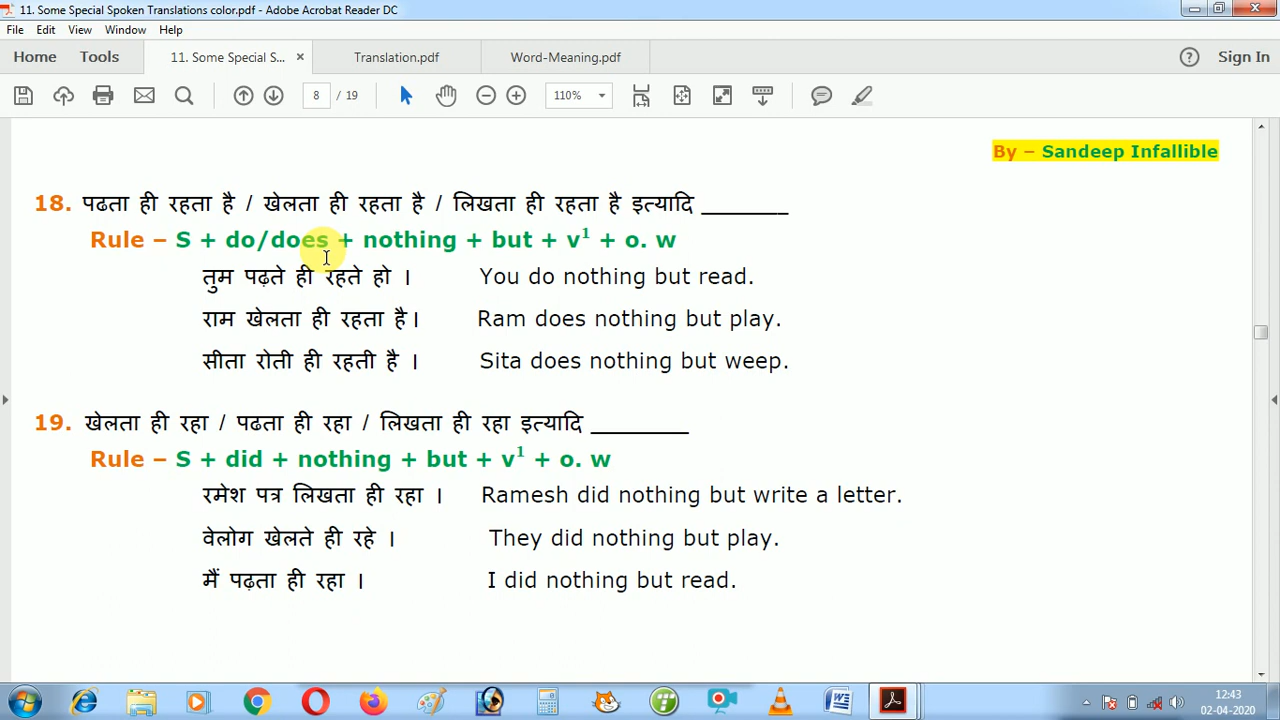 11. Some Special Spoken Translations color.pdf - Adobe Acrobat Reader DC
File Edit View Window Help
Home Tools 11. Some Special S... × Translation.pdf Word-Meaning.pdf ? Sign In
8 / 19 110%
By – Sandeep Infallible
18. पढता ही रहता है / खेलता ही रहता है / लिखता ही रहता है इत्यादि _______
Rule – S + do/does + nothing + but + v¹ + o. w
तुम पढ़ते ही रहते हो । You do nothing but read.
राम खेलता ही रहता है। Ram does nothing but play.
सीता रोती ही रहती है । Sita does nothing but weep.
19. खेलता ही रहा / पढता ही रहा / लिखता ही रहा इत्यादि ________
Rule – S + did + nothing + but + v¹ + o. w
रमेश पत्र लिखता ही रहा । Ramesh did nothing but write a letter.
वेलोग खेलते ही रहे । They did nothing but play.
मैं पढ़ता ही रहा । I did nothing but read.
12:43
02-04-2020